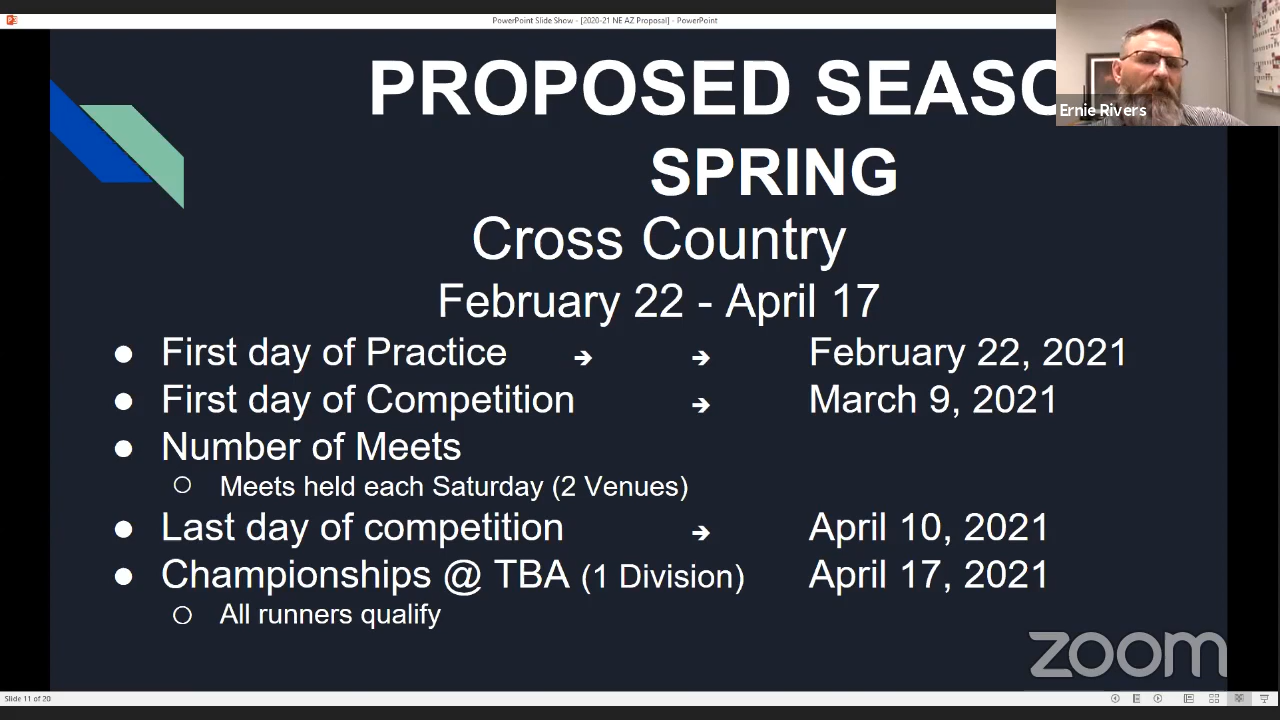 PowerPoint Slide Show - [2020-21 NE AZ Proposal] - PowerPoint
PROPOSED SEASO
Ernie Rivers
SPRING
Cross Country
February 22 - April 17
● First day of Practice ➔ ➔ February 22, 2021
● First day of Competition ➔ March 9, 2021
● Number of Meets
○ Meets held each Saturday (2 Venues)
● Last day of competition ➔ April 10, 2021
● Championships @ TBA (1 Division) April 17, 2021
○ All runners qualify
zoom
Slide 11 of 20